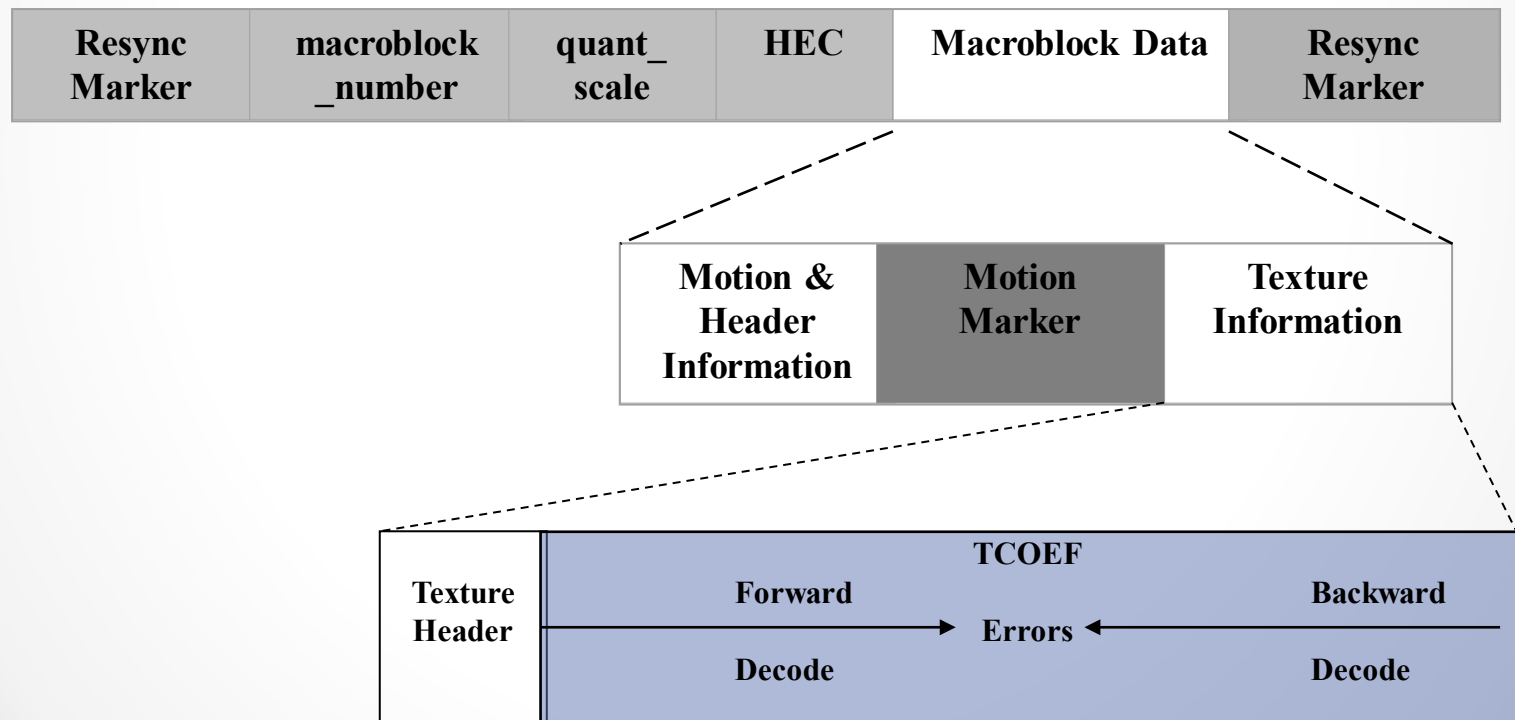 Resync
Marker
macroblock
_number
quant_
scale
HEC
Macroblock Data
Resync
Marker
Motion &
Header
Information
Motion
Marker
Texture
Information
Texture
Header
TCOEF
Forward
Decode
Errors
Backward
Decode